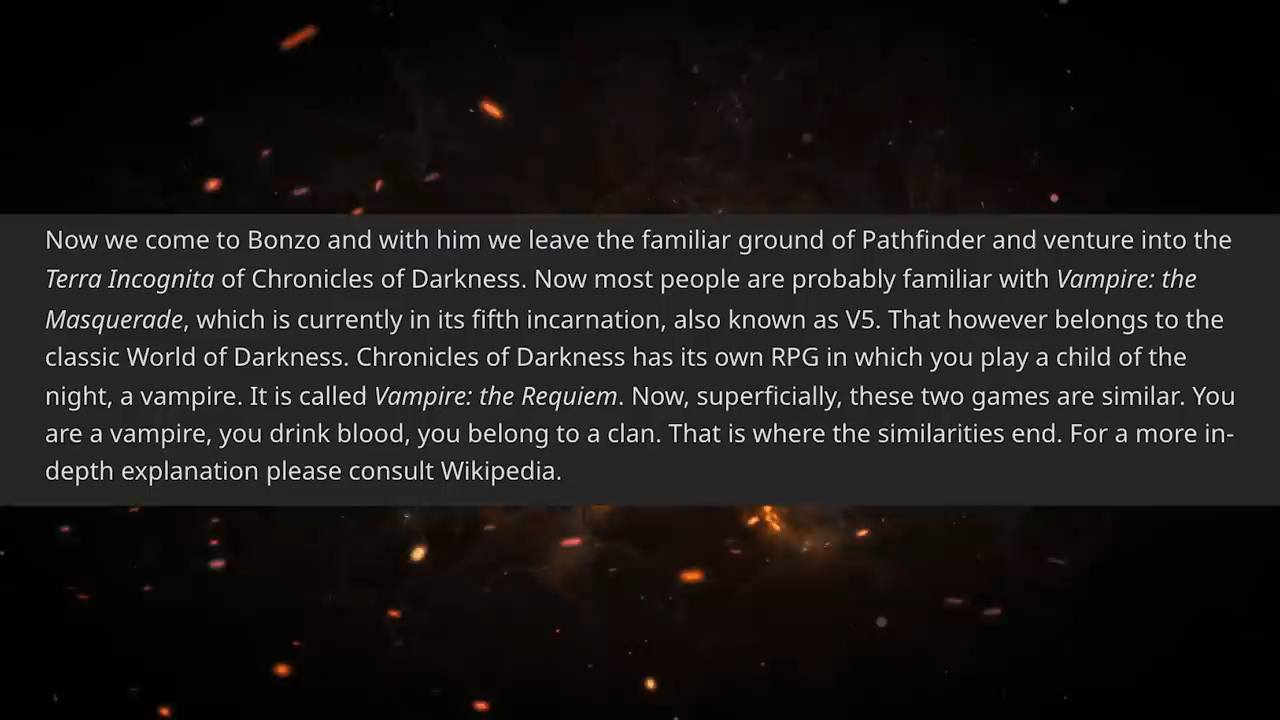 Now we come to Bonzo and with him we leave the familiar ground of Pathfinder and venture into the
Terra Incognita of Chronicles of Darkness. Now most people are probably familiar with Vampire: the
Masquerade, which is currently in its fifth incarnation, also known as V5. That however belongs to the
classic World of Darkness. Chronicles of Darkness has its own RPG in which you play a child of the
night, a vampire. It is called Vampire: the Requiem. Now, superficially, these two games are similar. You
are a vampire, you drink blood, you belong to a clan. That is where the similarities end. For a more in-
depth explanation please consult Wikipedia.